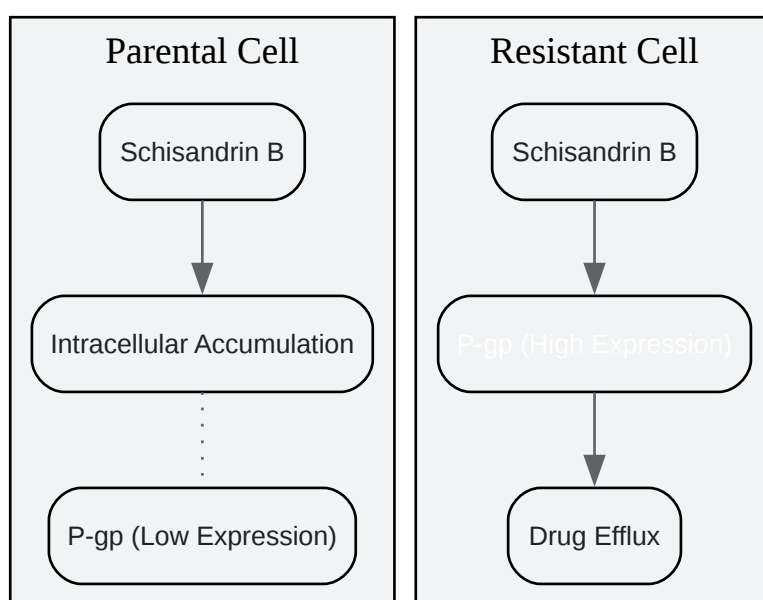 Parental Cell
Schisandrin B
Intracellular Accumulation
P-gp (Low Expression)
Resistant Cell
Schisandrin B
P-gp (High Expression)
Drug Efflux